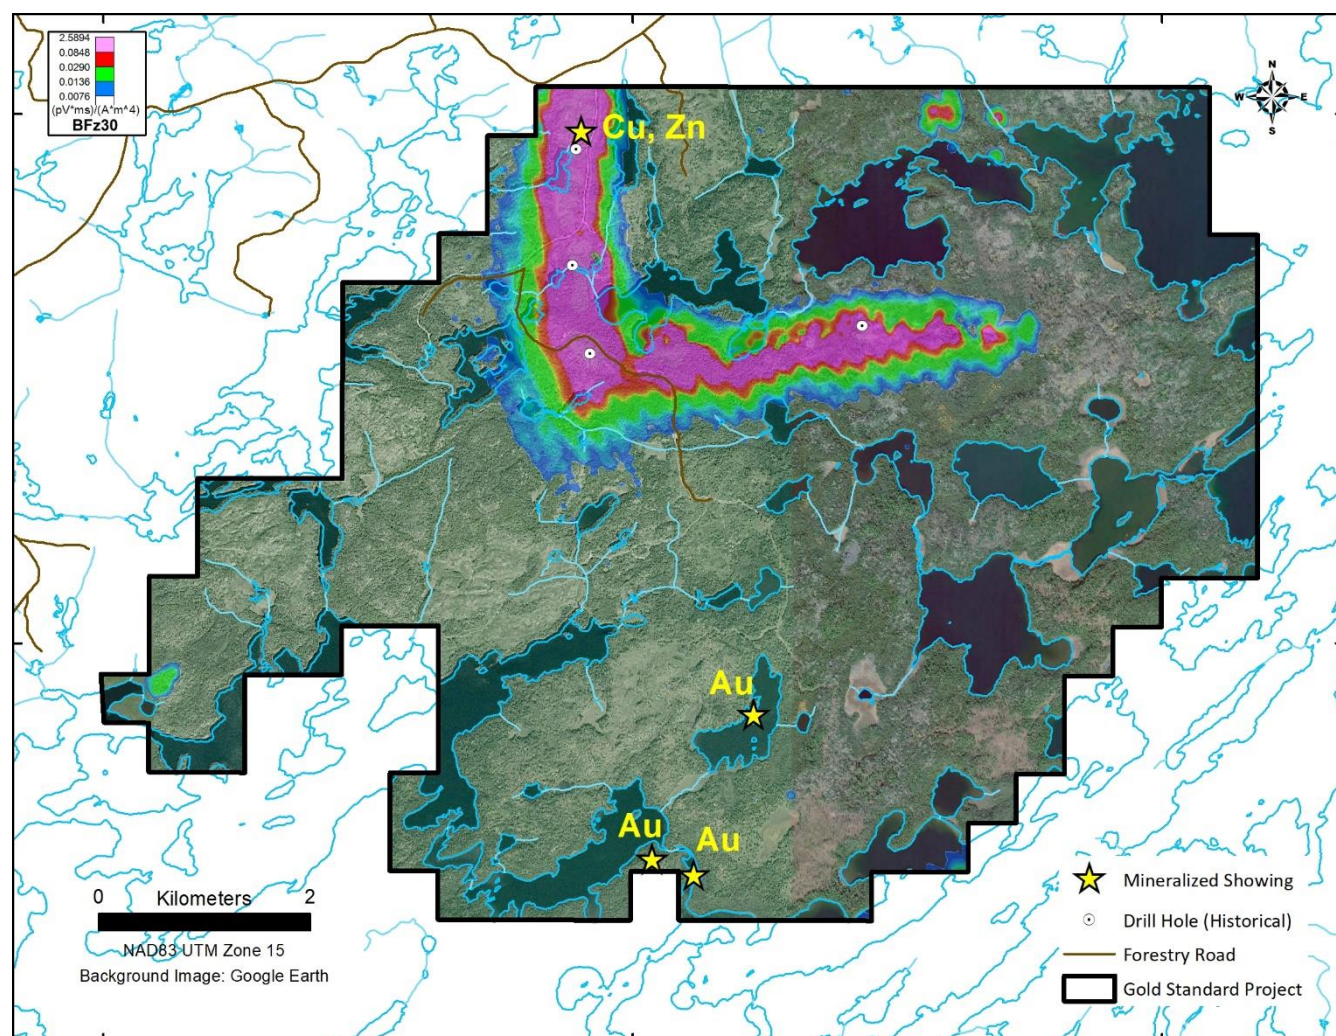 2.5894
0.0848
0.0290
0.0136
0.0076
(pV*ms)/(A*m^4)
BFz30
N
W E
S
Cu, Zn
Au
Au
Au
0 Kilometers 2
NAD83 UTM Zone 15
Background Image: Google Earth
Mineralized Showing
Drill Hole (Historical)
Forestry Road
Gold Standard Project